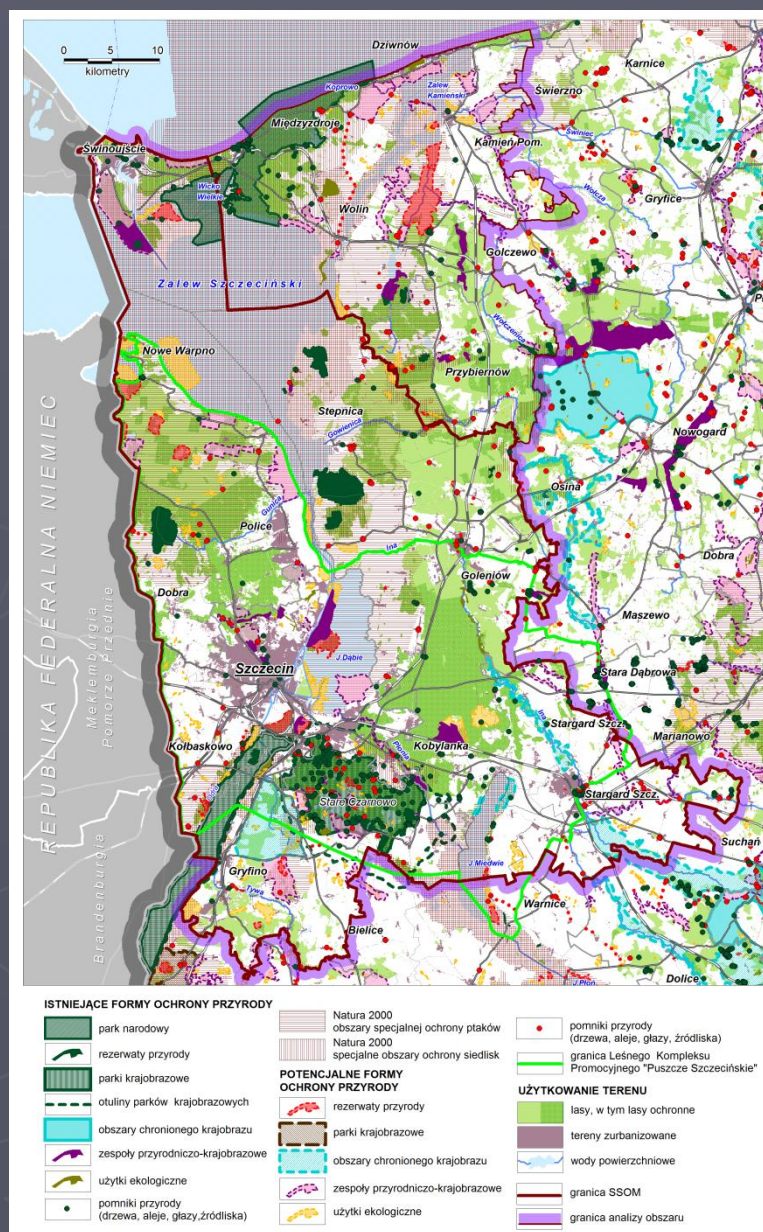 0 5 10
kilometry
Dziwnów
Karnice
Koprowo
Zalew
Kamieński
Świerzno
Międzyzdroje
Świniec
Świnoujście
Kamień Pom.
Wicko
Wielkie
Wołcza
Gryfice
Wolin
Golczewo
Zalew Szczeciński
Wołczenica
Nowe Warpno
Przybiernów
Stepnica
Nowogard
Gowienica
REPUBLIKA FEDERALNA NIEMIEC
Meklemburgia
Pomorze Przednie
Brandenburgia
Gunica
Osina
Police
Ina
Dobra
Goleniów
Dobra
Maszewo
J.Dąbie
Szczecin
Stara Dąbrowa
Ina
Stargard Szcz.
Marianowo
Kołbaskowo
Płonia
Kobylanka
Stare Czarnowo
Stargard Szcz.
Suchań
Gryfino
J.Miedwie
Tywa
Warnice
Bielice
Dolice
J.Płoń
ISTNIEJĄCE FORMY OCHRONY PRZYRODY
park narodowy
rezerwaty przyrody
parki krajobrazowe
otuliny parków krajobrazowych
obszary chronionego krajobrazu
zespoły przyrodniczo-krajobrazowe
użytki ekologiczne
pomniki przyrody
(drzewa, aleje, głazy,źródliska)
Natura 2000
obszary specjalnej ochrony ptaków
Natura 2000
specjalne obszary ochrony siedlisk
POTENCJALNE FORMY
OCHRONY PRZYRODY
rezerwaty przyrody
parki krajobrazowe
obszary chronionego krajobrazu
zespoły przyrodniczo-krajobrazowe
użytki ekologiczne
pomniki przyrody
(drzewa, aleje, głazy, źródliska)
granica Leśnego Kompleksu
Promocyjnego "Puszcze Szczecińskie"
UŻYTKOWANIE TERENU
lasy, w tym lasy ochronne
tereny zurbanizowane
wody powierzchniowe
granica SSOM
granica analizy obszaru